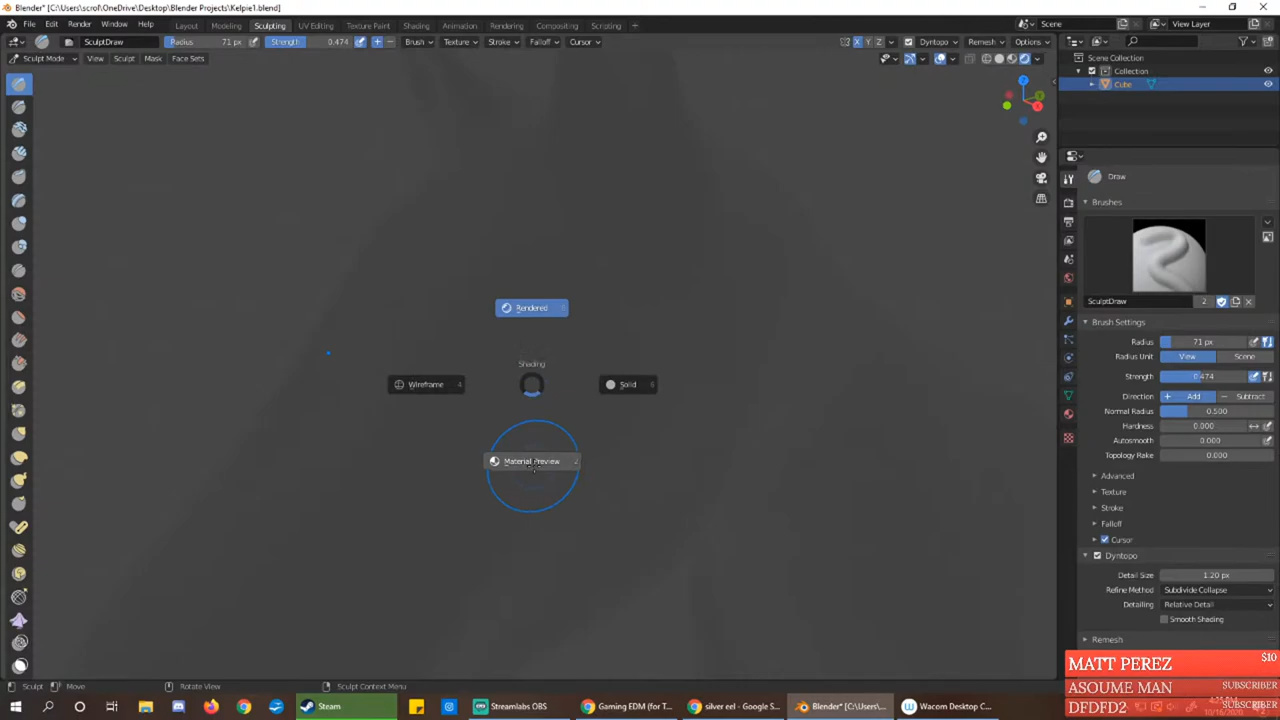 Blender* [C:\Users\scrof\OneDrive\Desktop\Blender Projects\Kelpie1.blend]
File Edit Render Window Help Layout Modeling Sculpting UV Editing Texture Paint Shading Animation Rendering Compositing Scripting + Scene View Layer
SculptDraw Radius 71 px Strength 0.474 Brush Texture Stroke Falloff Cursor X Y Z Dyntopo Remesh Options
Sculpt Mode View Sculpt Mask Face Sets
Scene Collection
Collection
Cube
Draw
Brushes
SculptDraw 2
Brush Settings
Radius 71 px
Radius Unit View Scene
Strength 0.474
Direction + Add − Subtract
Normal Radius 0.500
Hardness 0.000
Autosmooth 0.000
Topology Rake 0.000
Advanced
Texture
Stroke
Falloff
Cursor
Dyntopo
Detail Size 1.20 px
Refine Method Subdivide Collapse
Detailing Relative Detail
Smooth Shading
Remesh
Rendered 8
Shading
Wireframe 4
Solid 6
Material Preview 2
MATT PEREZ $10
ASOUME MAN SUBSCRIBER
DFDFD2 SUBSCRIBER
Sculpt Move Rotate View Sculpt Context Menu
Steam Streamlabs OBS Gaming EDM (for T... silver eel - Google S... Blender* [C:\Users\... Wacom Desktop C...